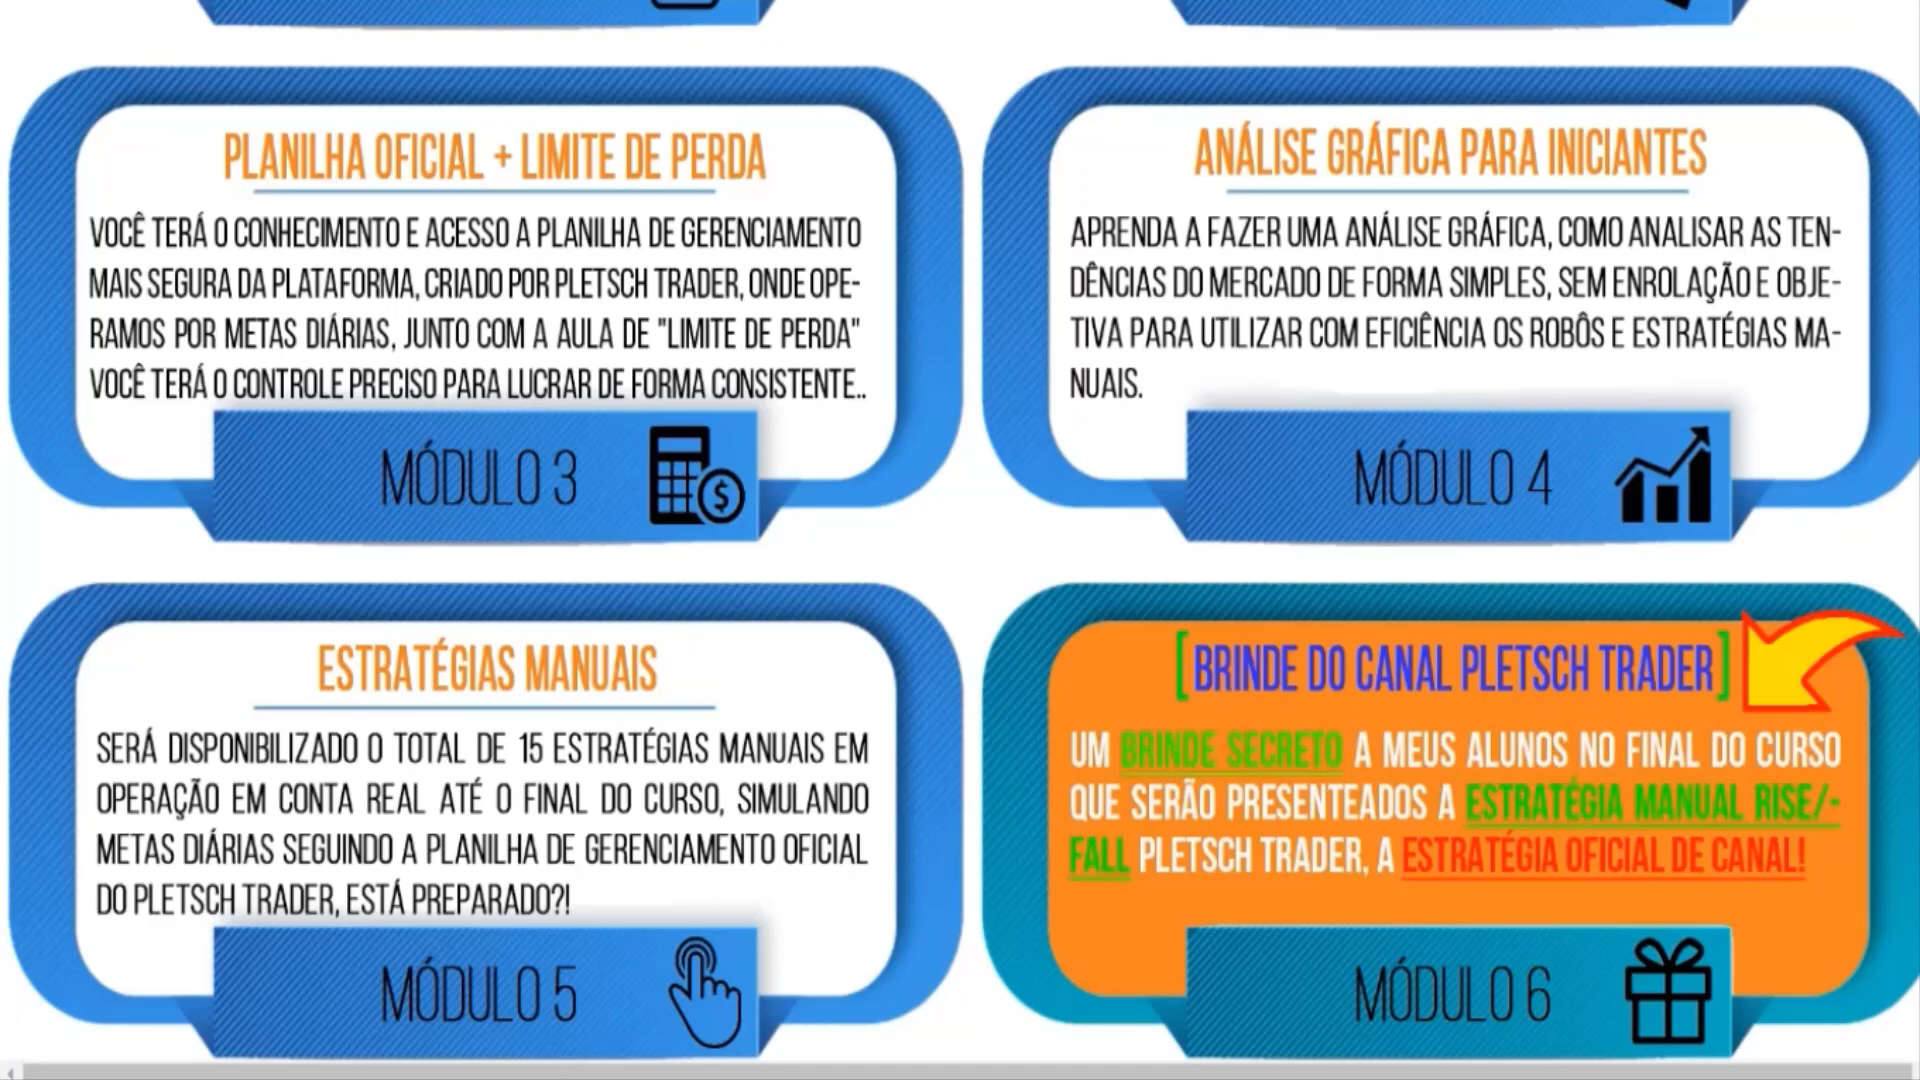 PLANILHA OFICIAL + LIMITE DE PERDA
VOCÊ TERÁ O CONHECIMENTO E ACESSO A PLANILHA DE GERENCIAMENTO
MAIS SEGURA DA PLATAFORMA, CRIADO POR PLETSCH TRADER, ONDE OPE-
RAMOS POR METAS DIÁRIAS, JUNTO COM A AULA DE "LIMITE DE PERDA"
VOCÊ TERÁ O CONTROLE PRECISO PARA LUCRAR DE FORMA CONSISTENTE..
MÓDULO 3
ANÁLISE GRÁFICA PARA INICIANTES
APRENDA A FAZER UMA ANÁLISE GRÁFICA, COMO ANALISAR AS TEN-
DÊNCIAS DO MERCADO DE FORMA SIMPLES, SEM ENROLAÇÃO E OBJE-
TIVA PARA UTILIZAR COM EFICIÊNCIA OS ROBÔS E ESTRATÉGIAS MA-
NUAIS.
MÓDULO 4
ESTRATÉGIAS MANUAIS
SERÁ DISPONIBILIZADO O TOTAL DE 15 ESTRATÉGIAS MANUAIS EM
OPERAÇÃO EM CONTA REAL ATÉ O FINAL DO CURSO, SIMULANDO
METAS DIÁRIAS SEGUINDO A PLANILHA DE GERENCIAMENTO OFICIAL
DO PLETSCH TRADER, ESTÁ PREPARADO?!
MÓDULO 5
[BRINDE DO CANAL PLETSCH TRADER]
UM BRINDE SECRETO A MEUS ALUNOS NO FINAL DO CURSO
QUE SERÃO PRESENTEADOS A ESTRATÉGIA MANUAL RISE/-
FALL PLETSCH TRADER, A ESTRATÉGIA OFICIAL DE CANAL!
MÓDULO 6